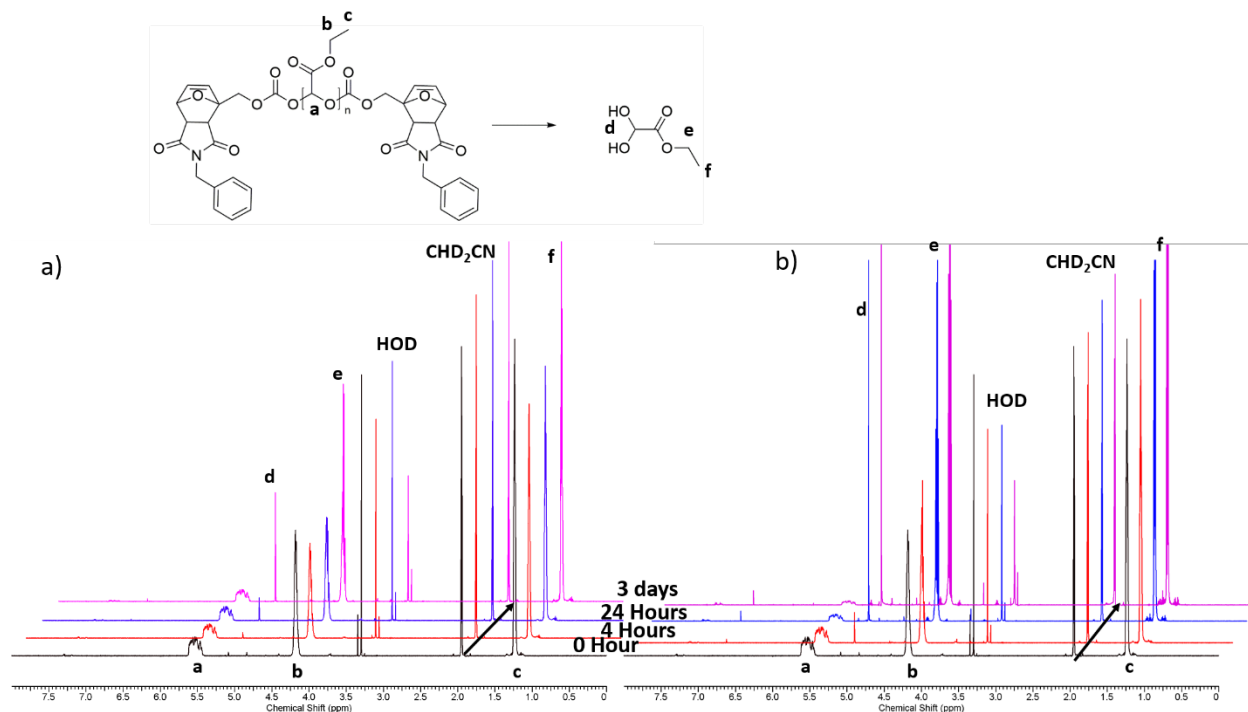 b
c
O
O
O
O
O
O
O
O
O
O
O
a
n
O
O
N
O
O
N
O
HO
d
HO
O
O
e
f
a)
CHD2CN
f
HOD
e
d
b)
e
f
CHD2CN
d
HOD
3 days
24 Hours
4 Hours
0 Hour
a
b
c
a
b
c
7.5 7.0 6.5 6.0 5.5 5.0 4.5 4.0 3.5 3.0 2.5 2.0 1.5 1.0 0.5 0
Chemical Shift (ppm)
7.5 7.0 6.5 6.0 5.5 5.0 4.5 4.0 3.5 3.0 2.5 2.0 1.5 1.0 0.5 0
Chemical Shift (ppm)